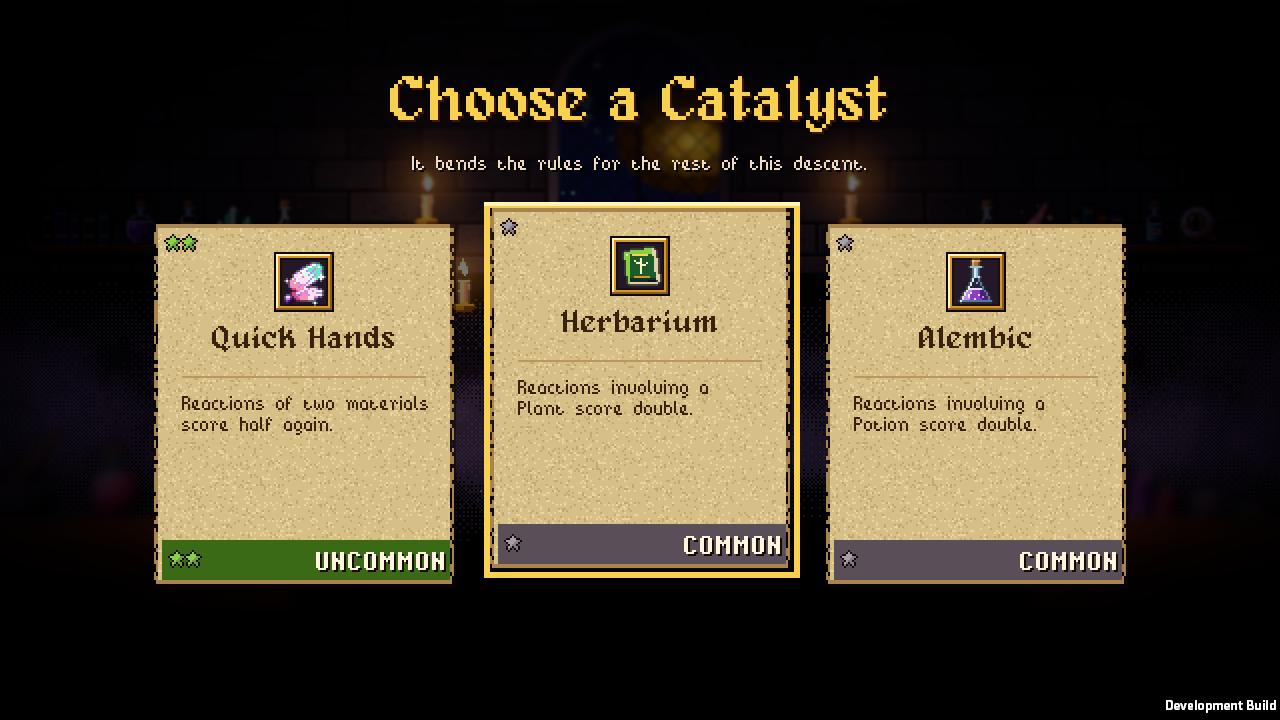 Choose a Catalyst
It bends the rules for the rest of this descent.
Quick Hands
Reactions of two materials
score half again.
UNCOMMON
Herbarium
Reactions involving a
Plant score double.
COMMON
Alembic
Reactions involving a
Potion score double.
COMMON
Development Build